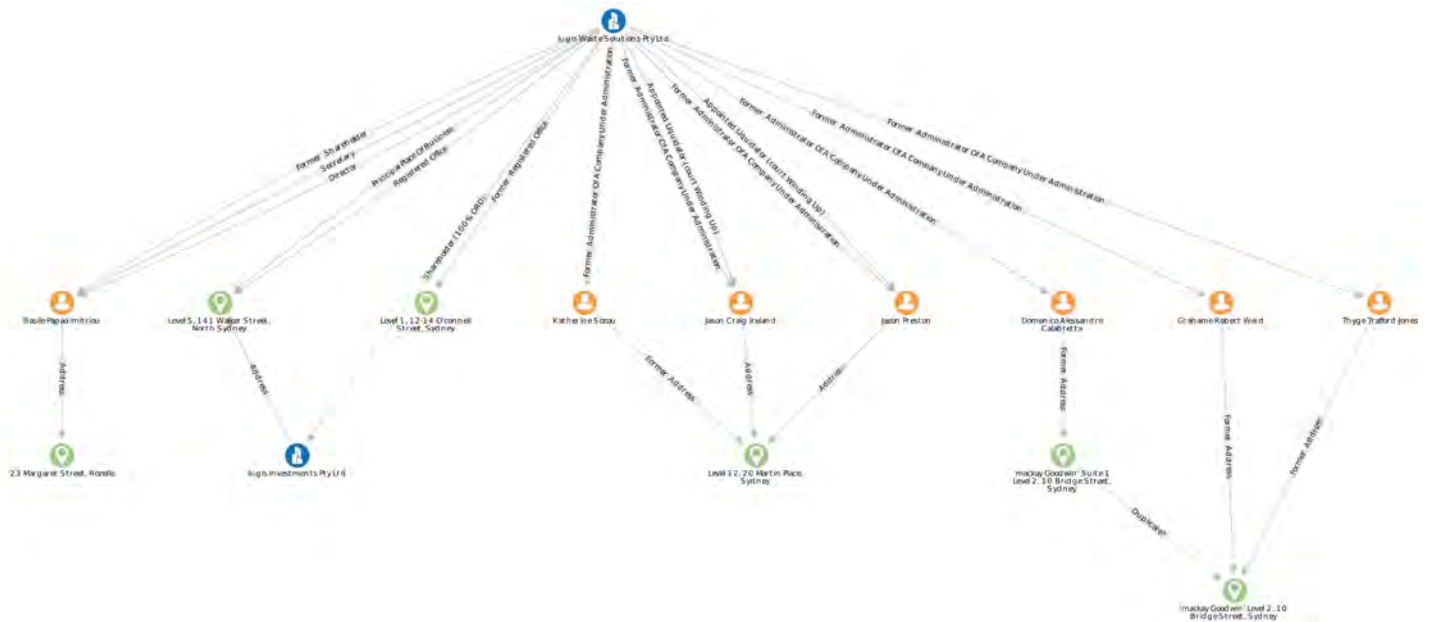 Iugis Waste Solutions Pty Ltd
Former Shareholder
Secretary
Director
Principal Place Of Business
Registered Office
Shareholder (100% ORD)
Former Registered Office
Former Administrator Of A Company Under Administration
Appointed Liquidator (court Winding Up)
Former Administrator Of A Company Under Administration
Appointed Liquidator (court Winding Up)
Former Administrator Of A Company Under Administration
Former Administrator Of A Company Under Administration
Former Administrator Of A Company Under Administration
Former Administrator Of A Company Under Administration
Basile Papadimitriou
Level 5, 141 Walker Street,
North Sydney
Level 1, 12-14 O'connell
Street, Sydney
Katherine Sozou
Jason Craig Ireland
Jason Preston
Domenico Alessandro
Calabretta
Grahame Robert Ward
Thyge Trafford-Jones
Address
Address
Former Address
Address
Address
Former Address
Former Address
Former Address
23 Margaret Street, Rozelle
Iugis Investments Pty Ltd
Level 12, 20 Martin Place,
Sydney
'mackay Goodwin' Suite 1
Level 2, 10 Bridge Street,
Sydney
Duplicate?
'mackay Goodwin' Level 2, 10
Bridge Street, Sydney